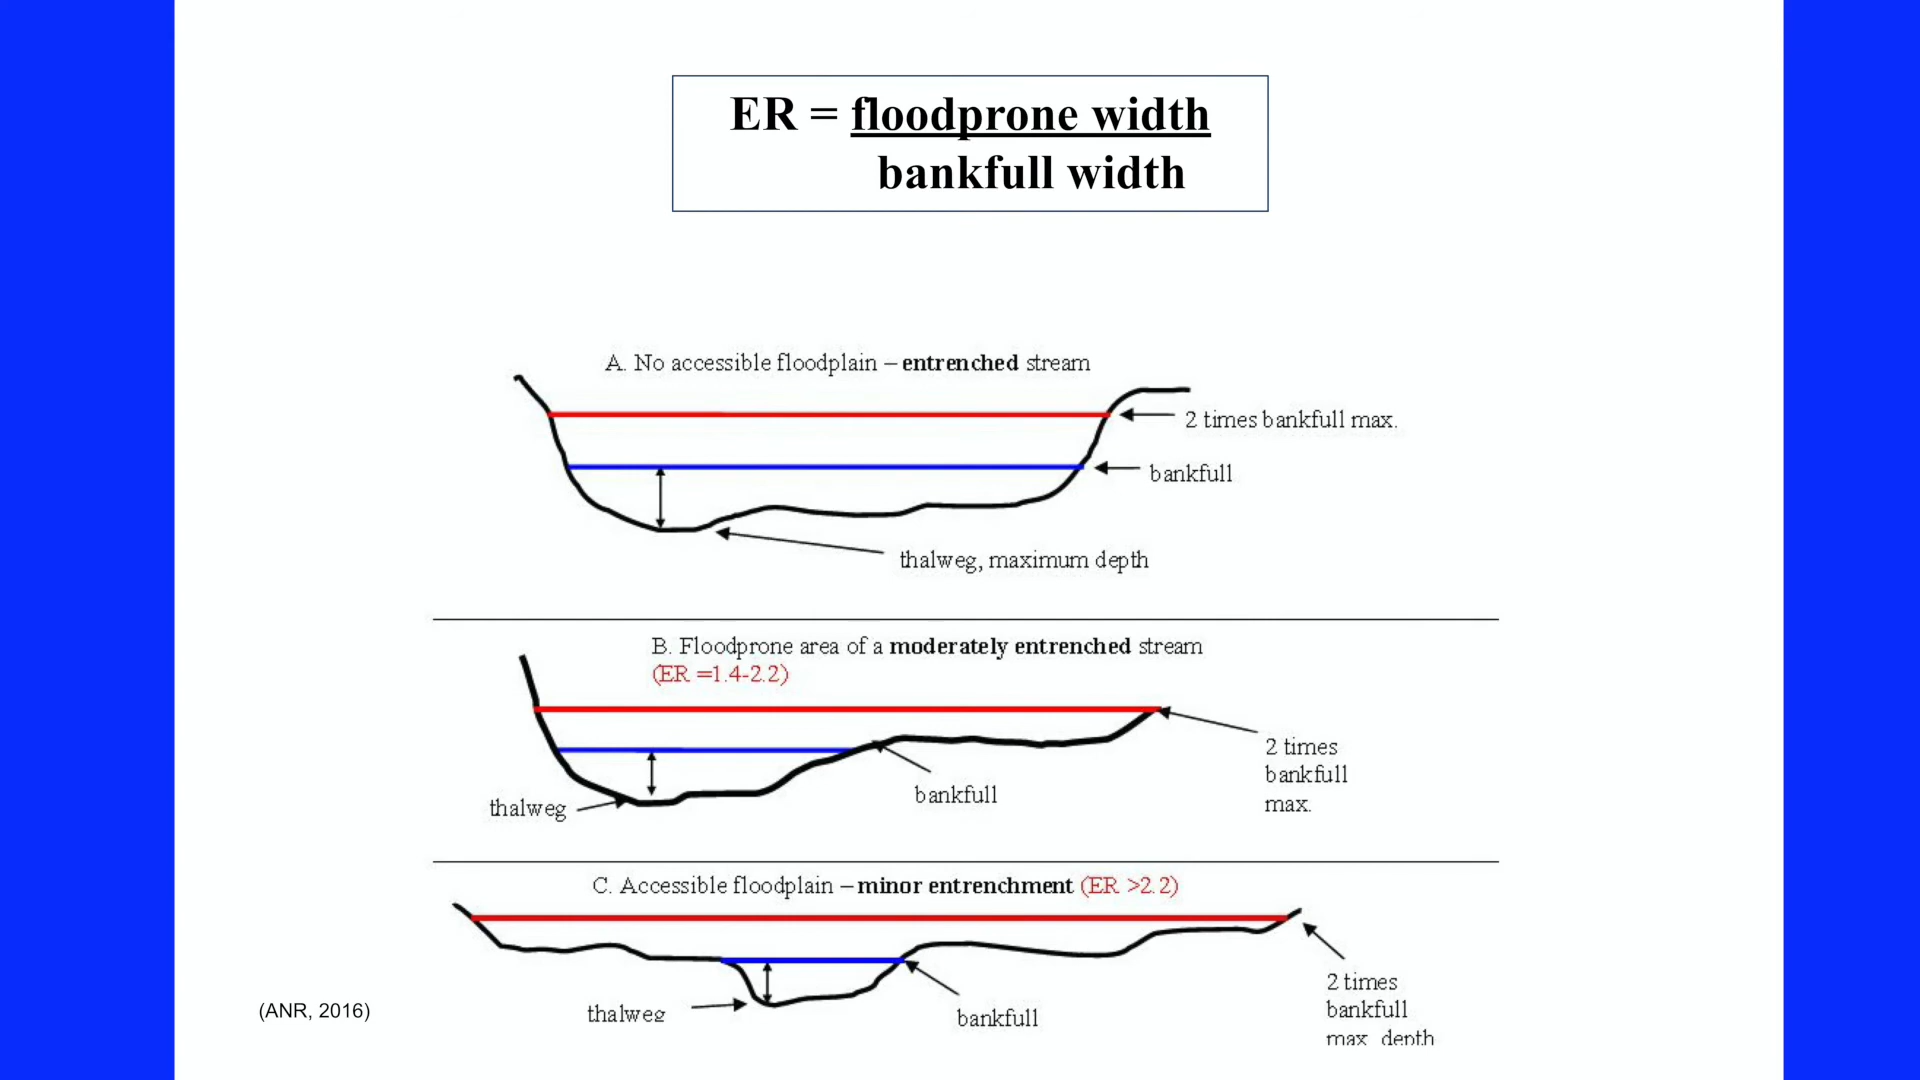 ER = floodprone width
bankfull width
A. No accessible floodplain – entrenched stream
2 times bankfull max.
bankfull
thalweg, maximum depth
B. Floodprone area of a moderately entrenched stream
(ER =1.4-2.2)
2 times
bankfull
max.
bankfull
thalweg
C. Accessible floodplain – minor entrenchment (ER >2.2)
2 times
bankfull
max. depth
thalweg
bankfull
(ANR, 2016)